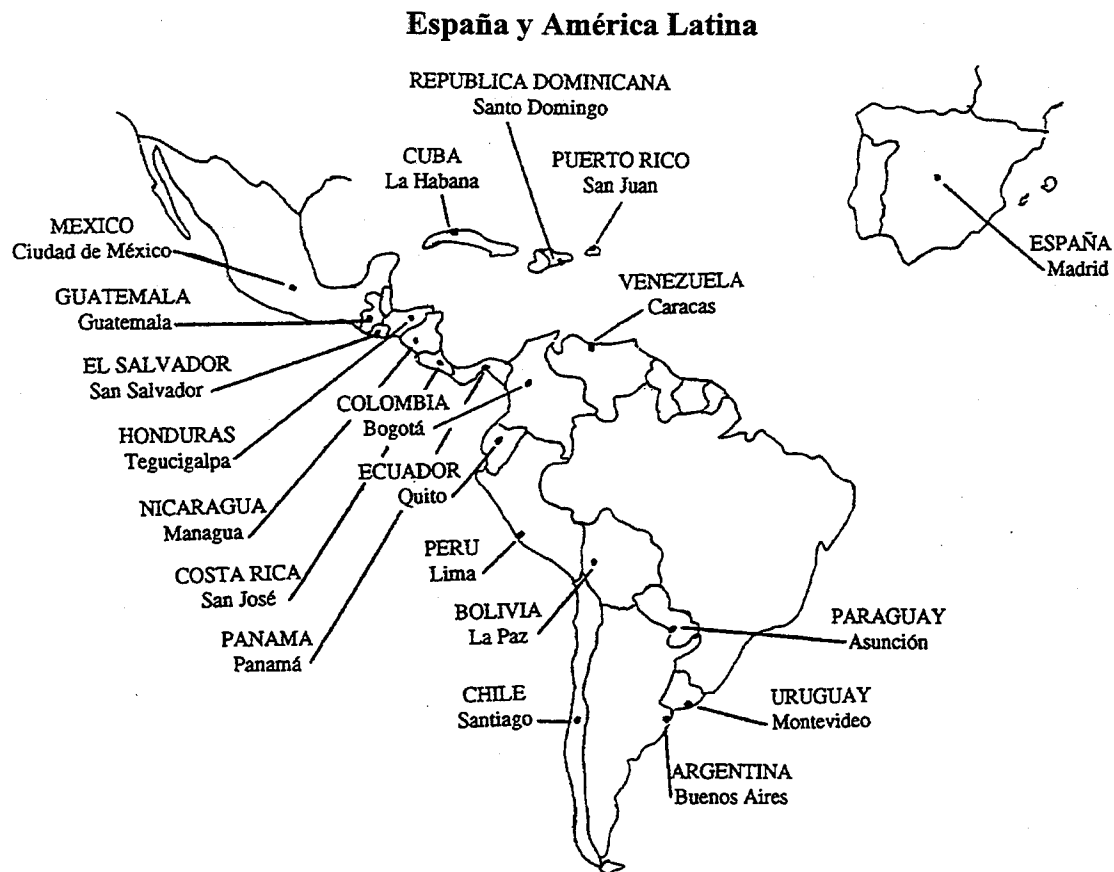 España y América Latina
REPUBLICA DOMINICANA
Santo Domingo
CUBA
La Habana
PUERTO RICO
San Juan
MEXICO
Ciudad de México
ESPAÑA
Madrid
GUATEMALA
Guatemala
VENEZUELA
Caracas
EL SALVADOR
San Salvador
COLOMBIA
Bogotá
HONDURAS
Tegucigalpa
ECUADOR
Quito
NICARAGUA
Managua
PERU
Lima
COSTA RICA
San José
BOLIVIA
La Paz
PARAGUAY
Asunción
PANAMA
Panamá
CHILE
Santiago
URUGUAY
Montevideo
ARGENTINA
Buenos Aires